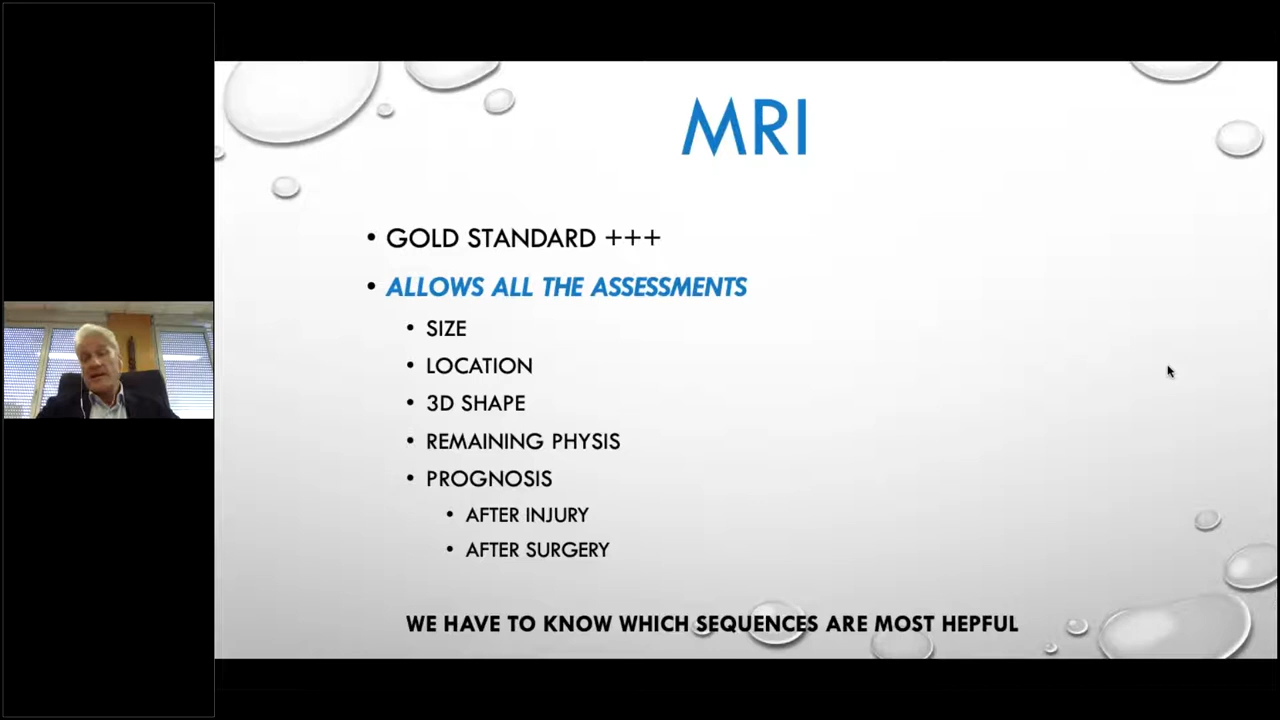 MRI
• GOLD STANDARD +++
• ALLOWS ALL THE ASSESSMENTS
• SIZE
• LOCATION
• 3D SHAPE
• REMAINING PHYSIS
• PROGNOSIS
• AFTER INJURY
• AFTER SURGERY
WE HAVE TO KNOW WHICH SEQUENCES ARE MOST HEPFUL